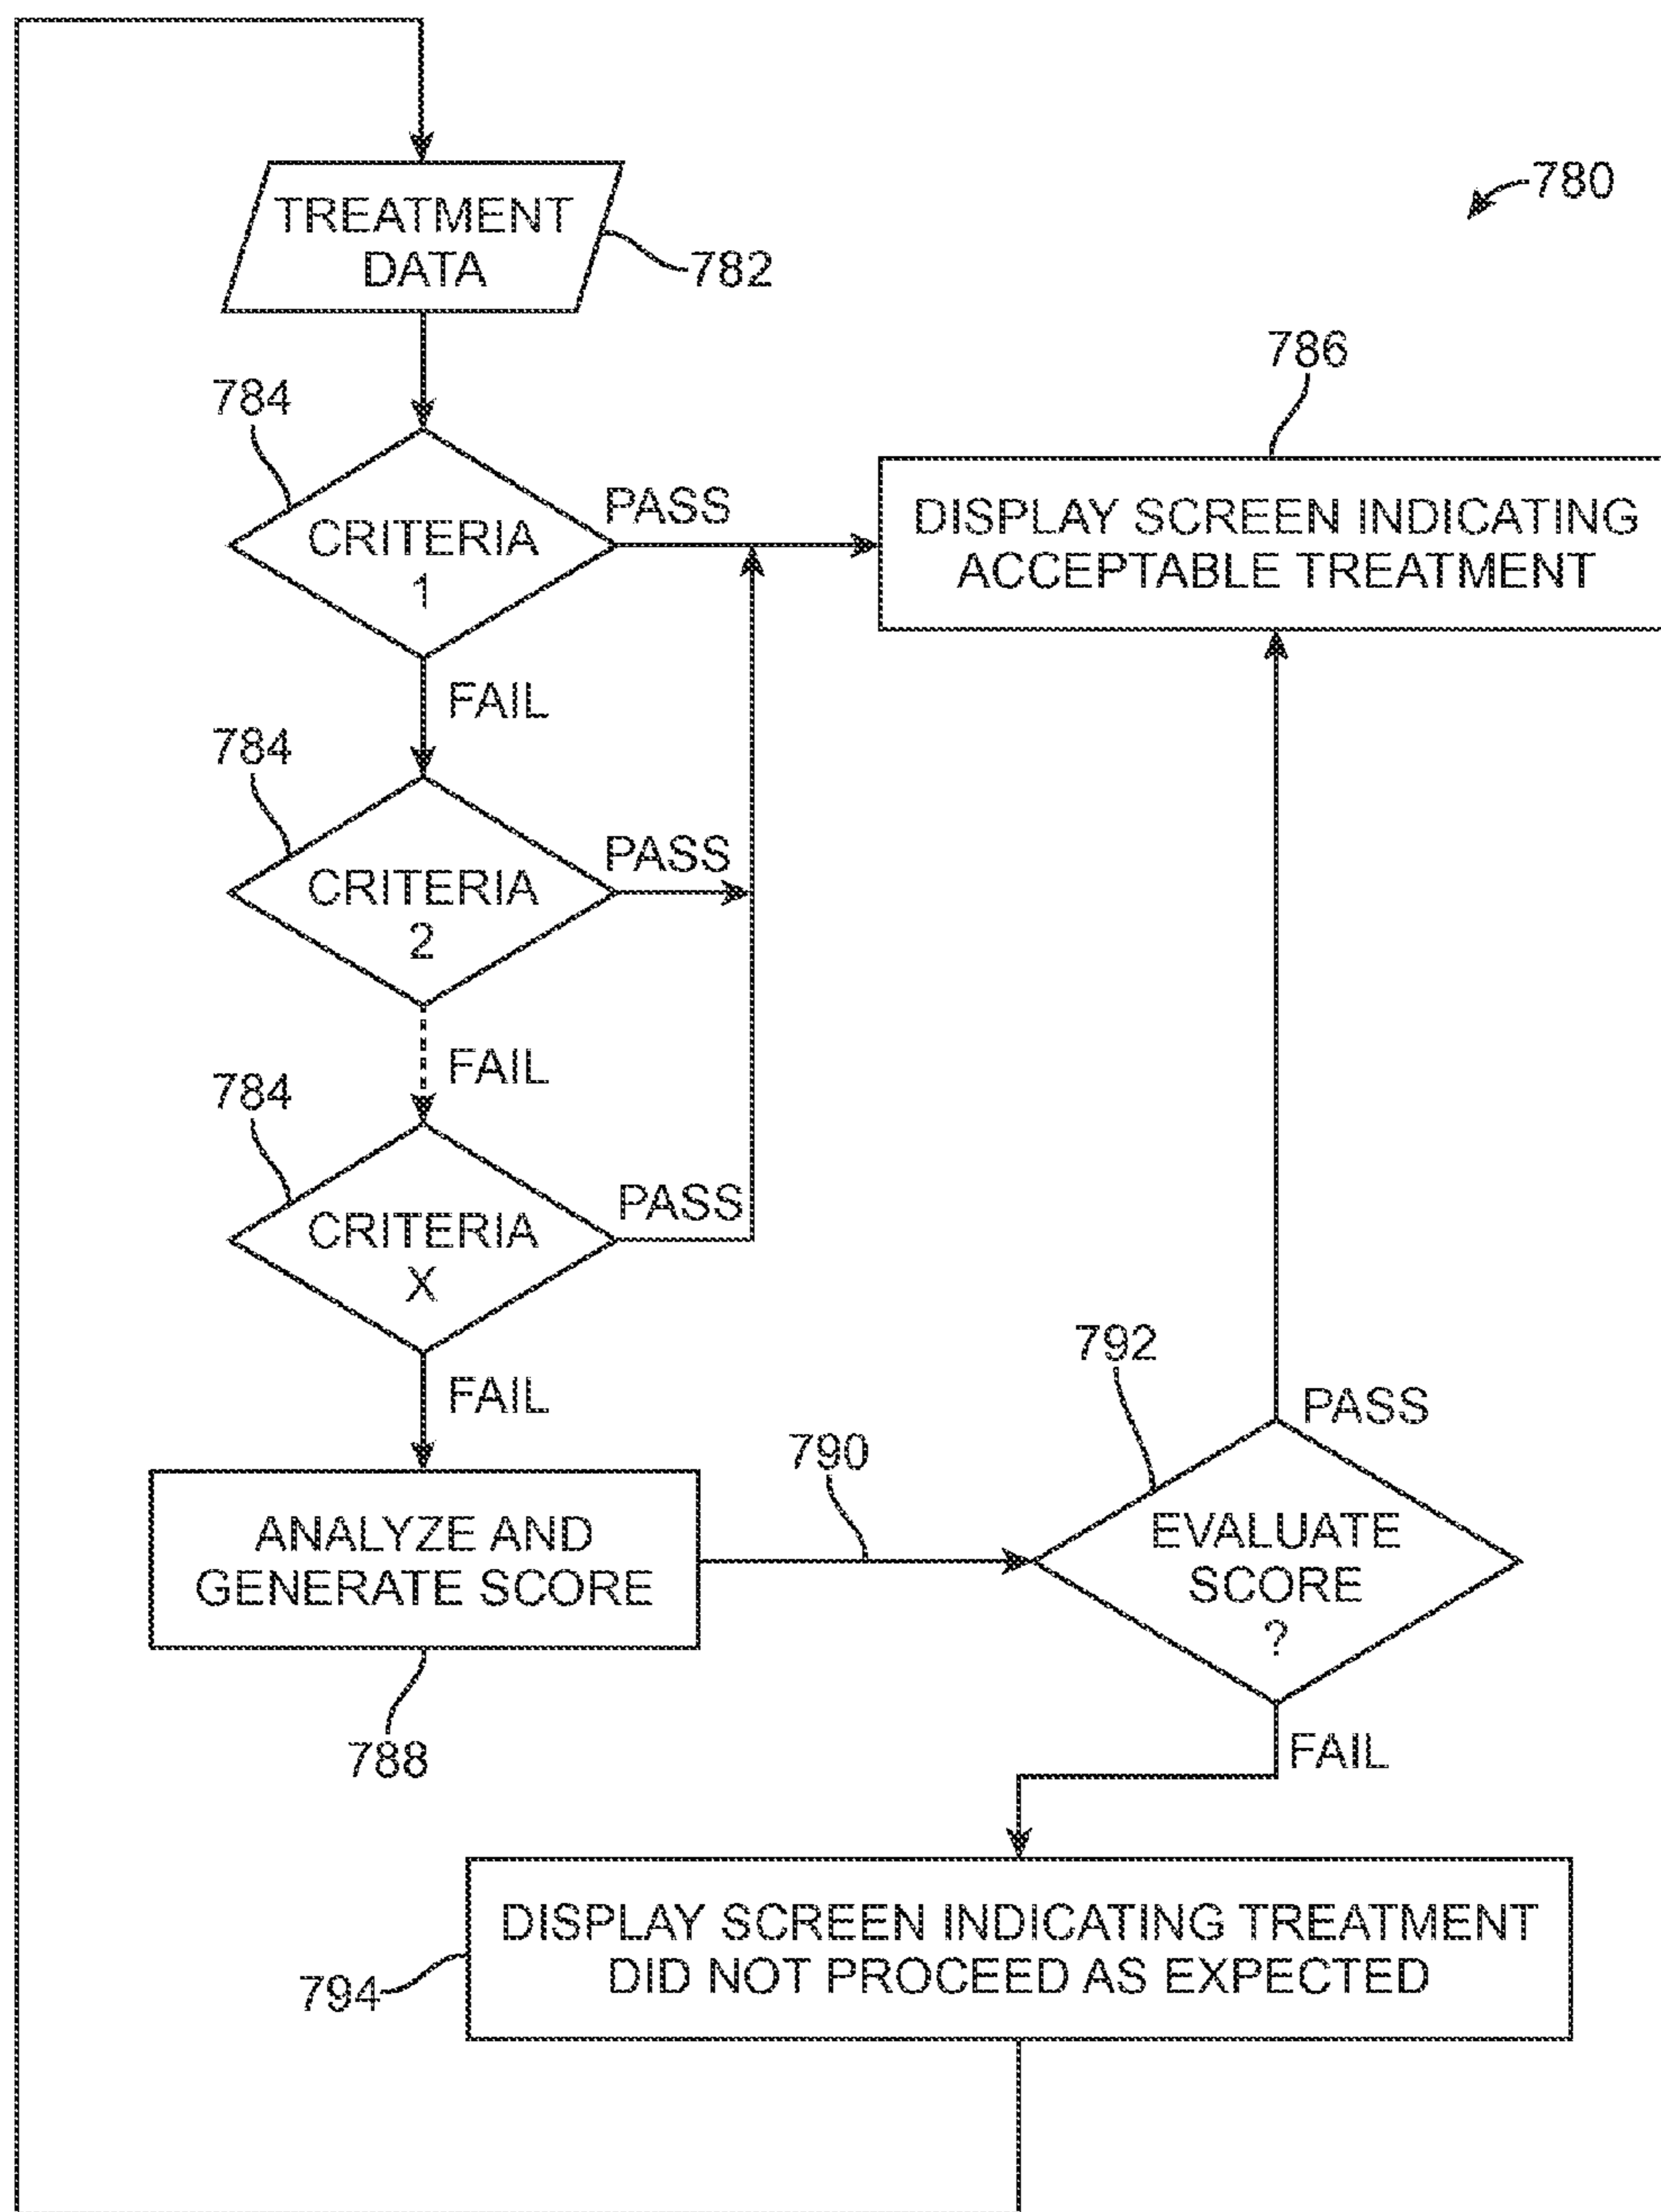 780
TREATMENT
DATA
782
784
786
CRITERIA
1
PASS
DISPLAY SCREEN INDICATING
ACCEPTABLE TREATMENT
FAIL
784
CRITERIA
2
PASS
FAIL
784
CRITERIA
X
PASS
FAIL
792
PASS
790
ANALYZE AND
GENERATE SCORE
EVALUATE
SCORE
?
788
FAIL
DISPLAY SCREEN INDICATING TREATMENT
DID NOT PROCEED AS EXPECTED
794